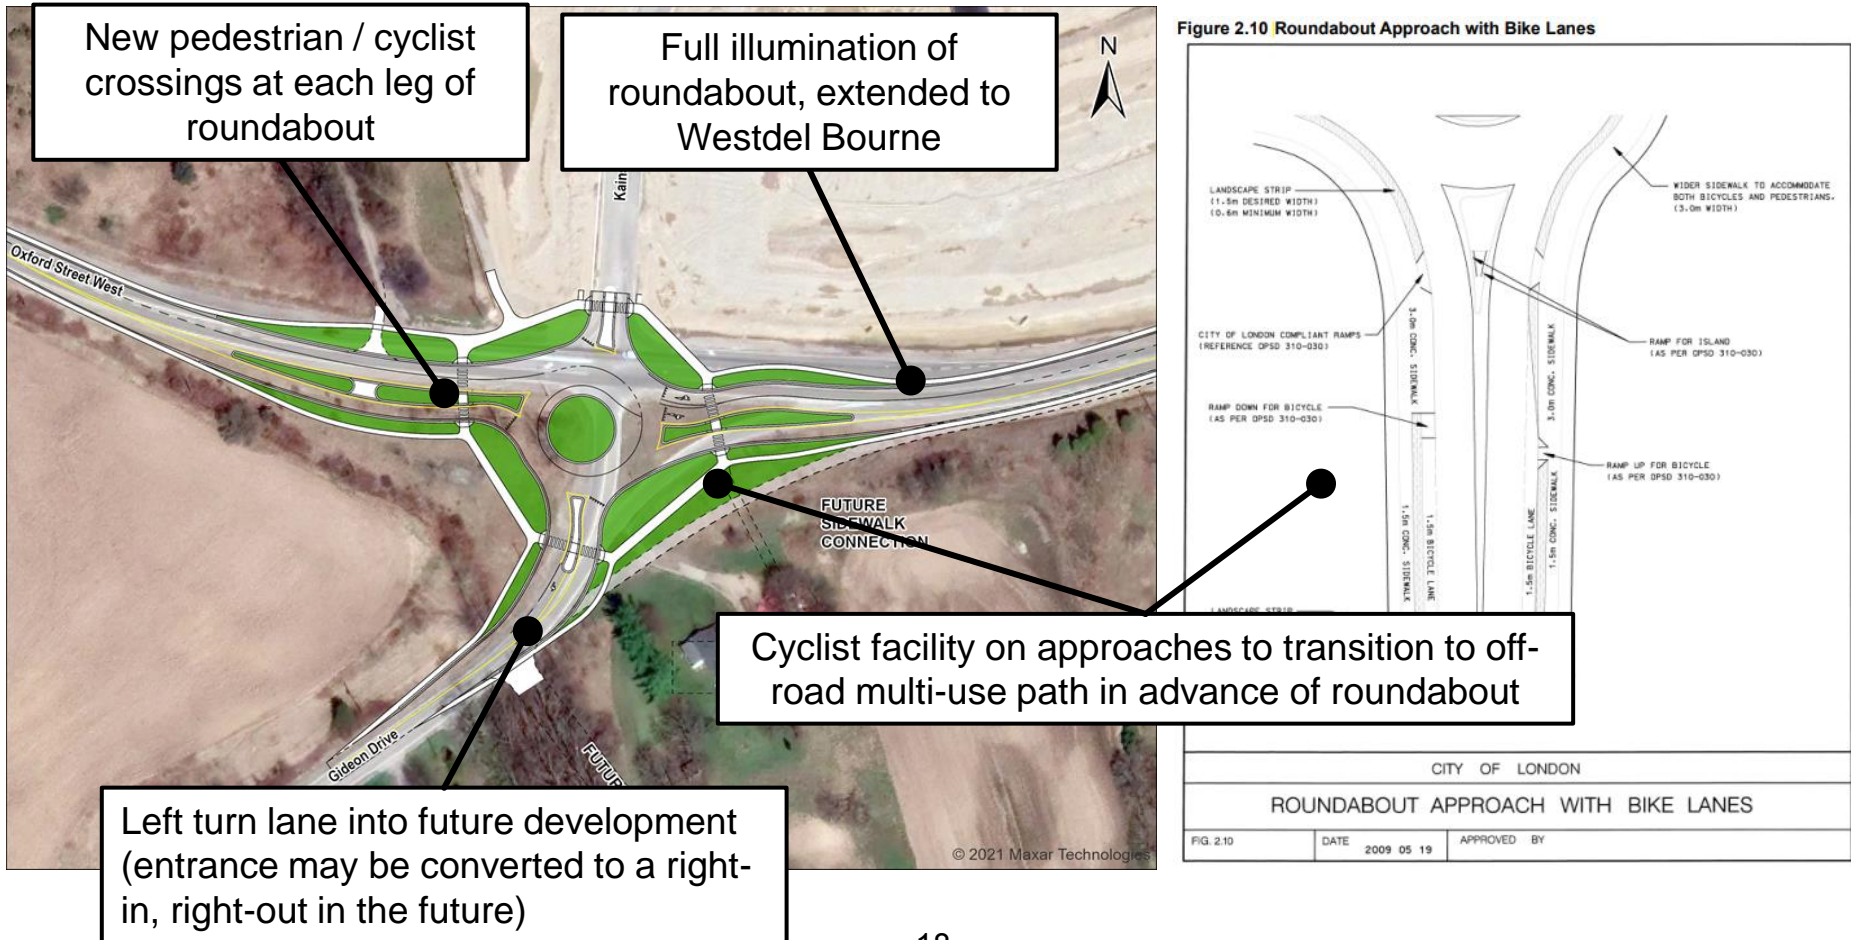 New pedestrian / cyclist
crossings at each leg of
roundabout
Full illumination of
roundabout, extended to
Westdel Bourne
N
Kain
Oxford Street West
FUTURE
SIDEWALK
CONNECTION
Gideon Drive
FUTUR
© 2021 Maxar Technologies
Left turn lane into future development
(entrance may be converted to a right-
in, right-out in the future)
Cyclist facility on approaches to transition to off-
road multi-use path in advance of roundabout
Figure 2.10 Roundabout Approach with Bike Lanes
LANDSCAPE STRIP
(1.5m DESIRED WIDTH)
(0.6m MINIMUM WIDTH)
WIDER SIDEWALK TO ACCOMMODATE
BOTH BICYCLES AND PEDESTRIANS.
(3.0m WIDTH)
CITY OF LONDON COMPLIANT RAMPS
(REFERENCE OPSD 310-030)
3.0m CONC. SIDEWALK
3.0m CONC. SIDEWALK
RAMP FOR ISLAND
(AS PER OPSD 310-030)
RAMP DOWN FOR BICYCLE
(AS PER OPSD 310-030)
RAMP UP FOR BICYCLE
(AS PER OPSD 310-030)
1.5m CONC. SIDEWALK
1.5m BICYCLE LANE
1.5m BICYCLE LANE
1.5m CONC. SIDEWALK
LANDSCAPE STRIP
CITY OF LONDON
ROUNDABOUT APPROACH WITH BIKE LANES
FIG. 2.10
DATE 2009 05 19
APPROVED BY